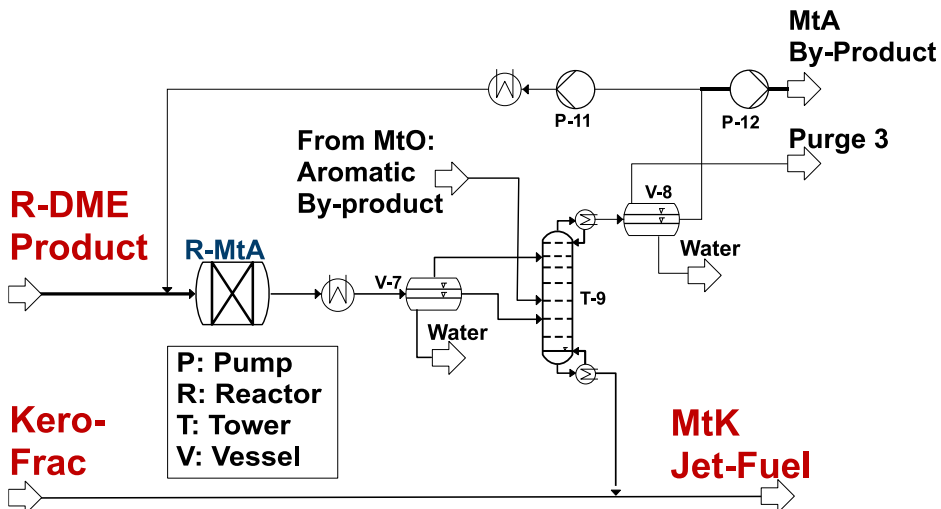 MtA
By-Product
P-11
P-12
From MtO:
Aromatic
By-product
Purge 3
V-8
R-DME
Product
R-MtA
Water
V-7
T-9
Water
P: Pump
R: Reactor
T: Tower
V: Vessel
Kero-
Frac
MtK
Jet-Fuel